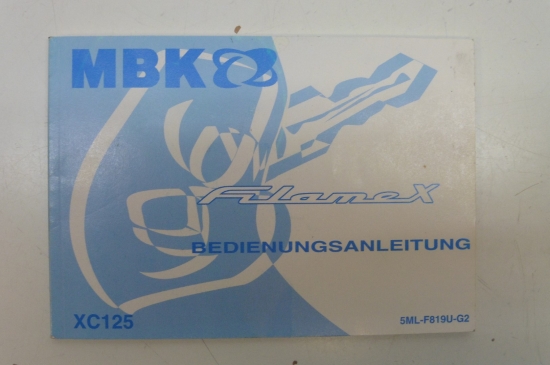 MBK
FlameX
BEDIENUNGSANLEITUNG
XC125
5ML-F819U-G2